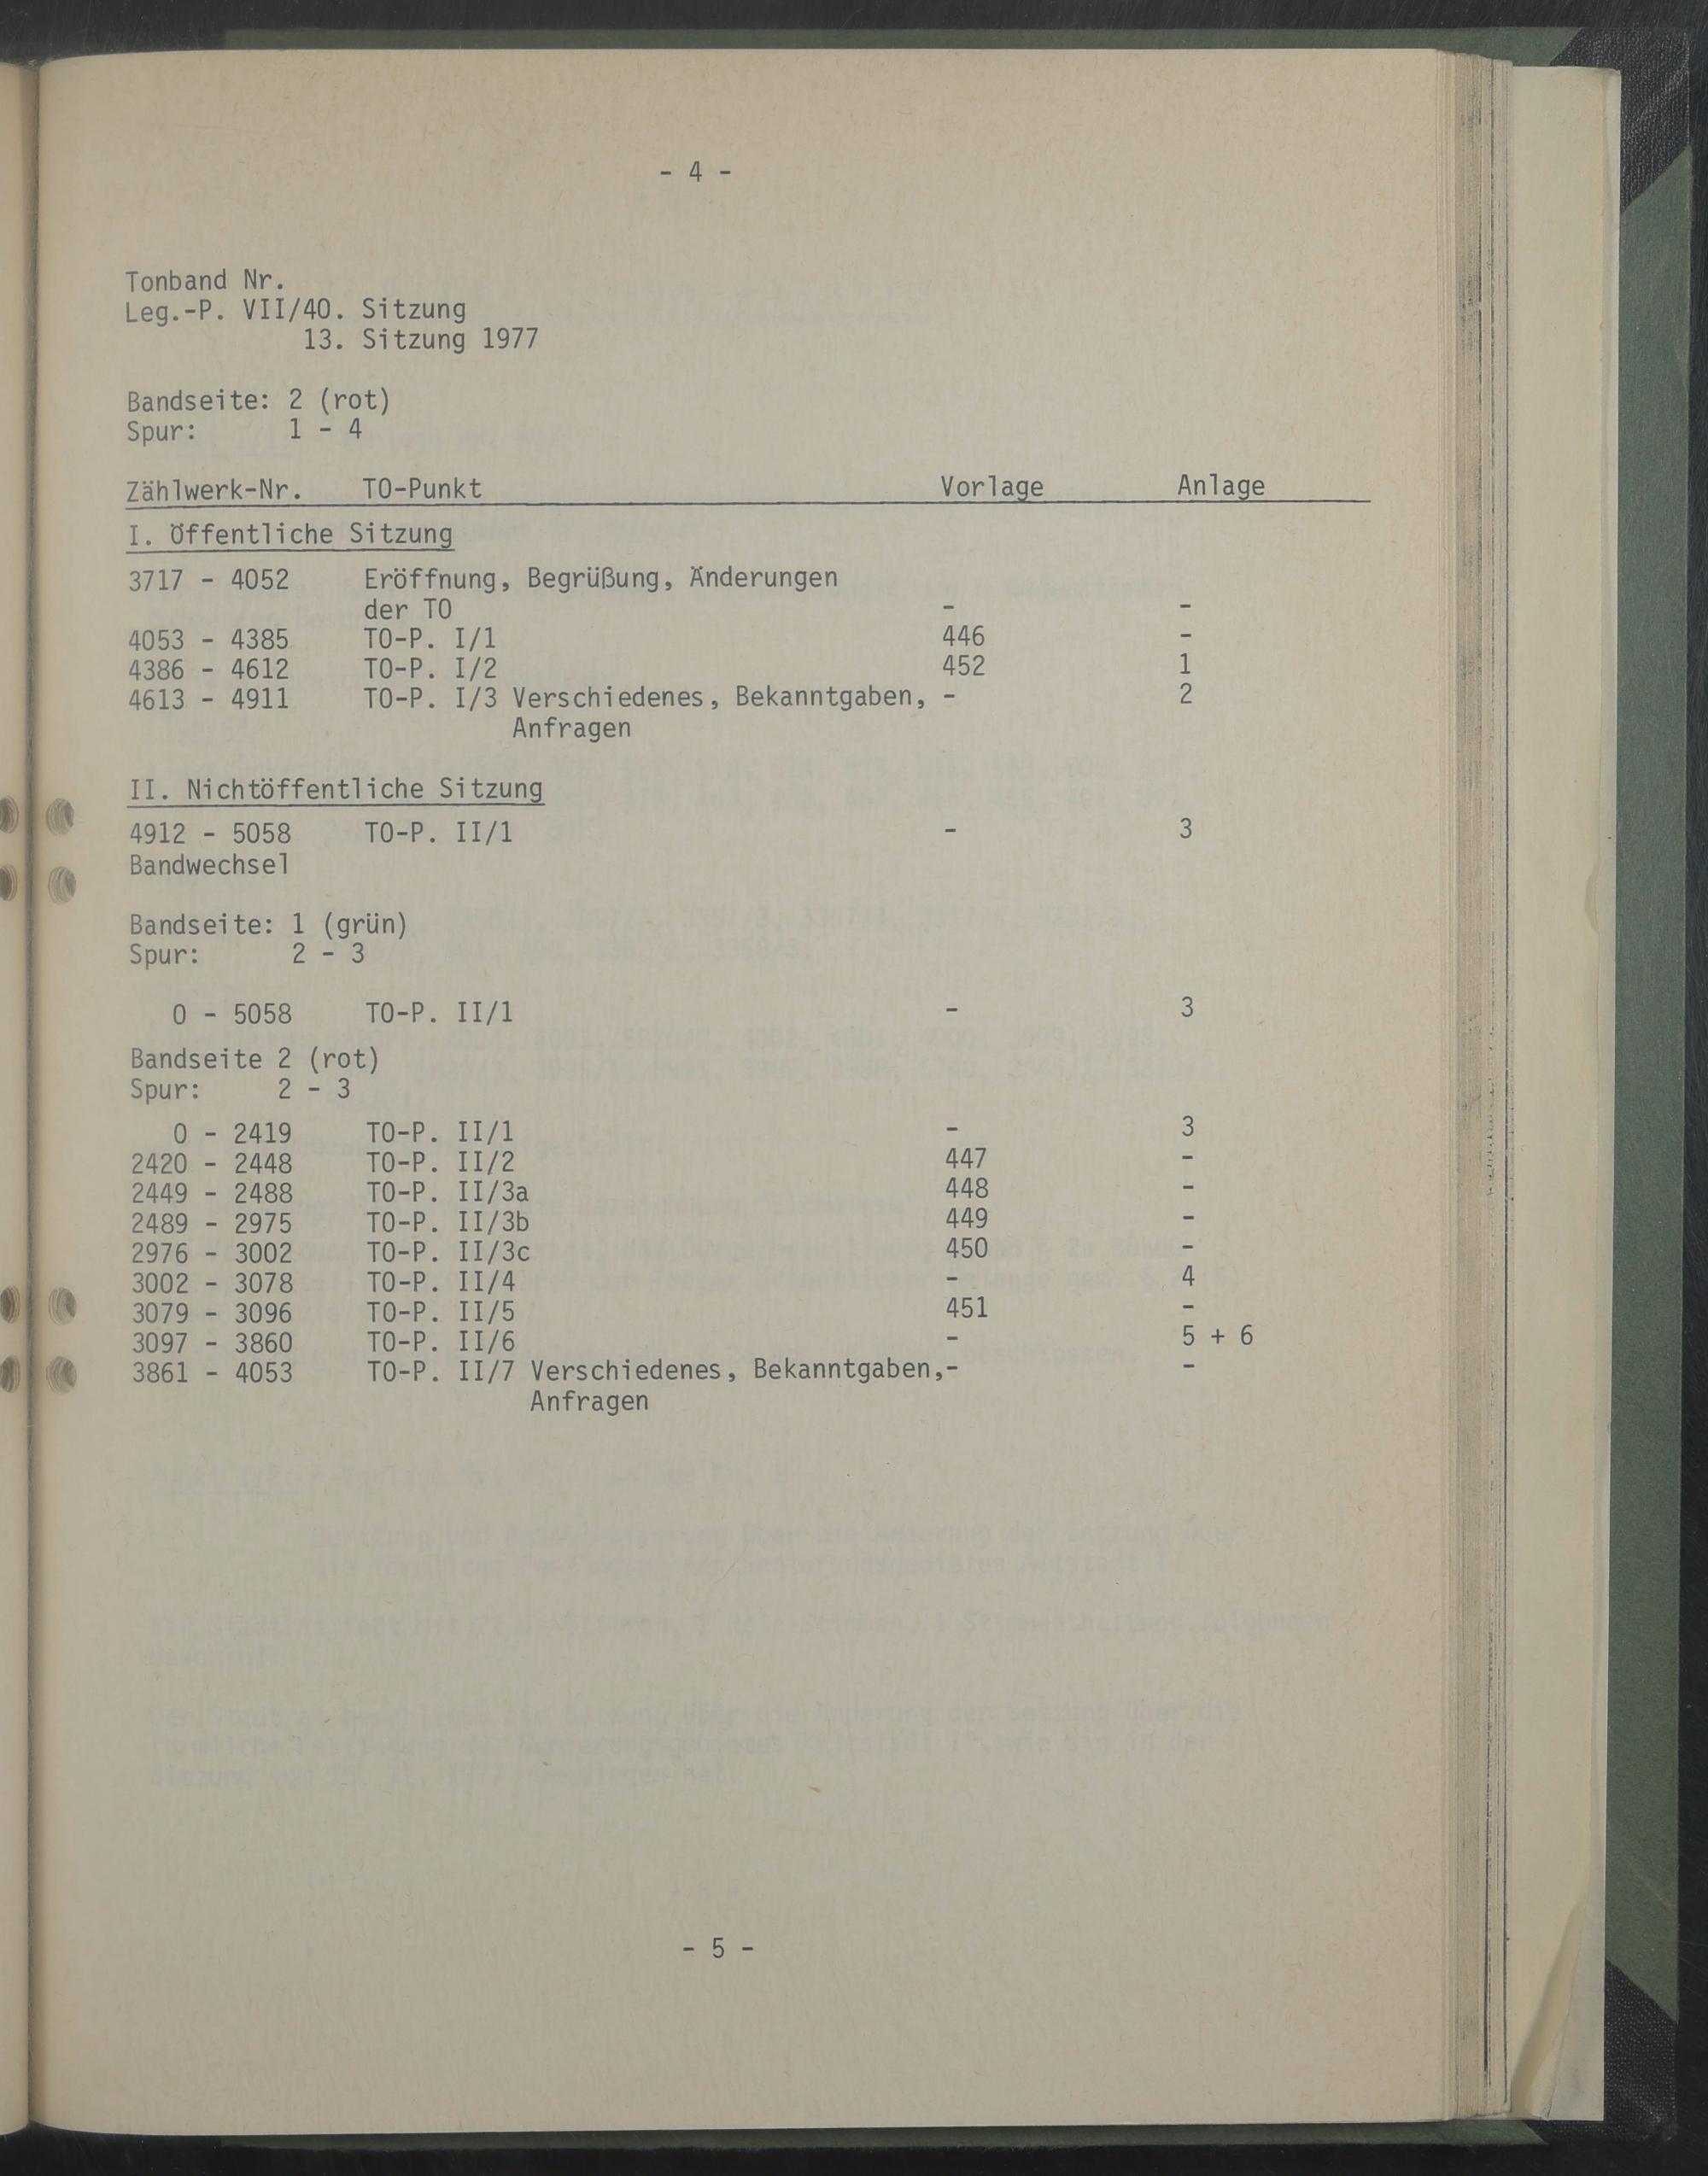 - 4 -
Tonband Nr.
Leg.-P. VII/40. Sitzung
13. Sitzung 1977
Bandseite: 2 (rot)
Spur: 1 - 4
Zählwerk-Nr. TO-Punkt Vorlage Anlage
I. Öffentliche Sitzung
3717 - 4052 Eröffnung, Begrüßung, Änderungen
der TO - -
4053 - 4385 TO-P. I/1 446 -
4386 - 4612 TO-P. I/2 452 1
4613 - 4911 TO-P. I/3 Verschiedenes, Bekanntgaben, - 2
Anfragen
II. Nichtöffentliche Sitzung
4912 - 5058 TO-P. II/1 - 3
Bandwechsel
Bandseite: 1 (grün)
Spur: 2 - 3
0 - 5058 TO-P. II/1 - 3
Bandseite 2 (rot)
Spur: 2 - 3
0 - 2419 TO-P. II/1 - 3
2420 - 2448 TO-P. II/2 447 -
2449 - 2488 TO-P. II/3a 448 -
2489 - 2975 TO-P. II/3b 449 -
2976 - 3002 TO-P. II/3c 450 -
3002 - 3078 TO-P. II/4 - 4
3079 - 3096 TO-P. II/5 451 -
3097 - 3860 TO-P. II/6 - 5 + 6
3861 - 4053 TO-P. II/7 Verschiedenes, Bekanntgaben,- -
Anfragen
- 5 -